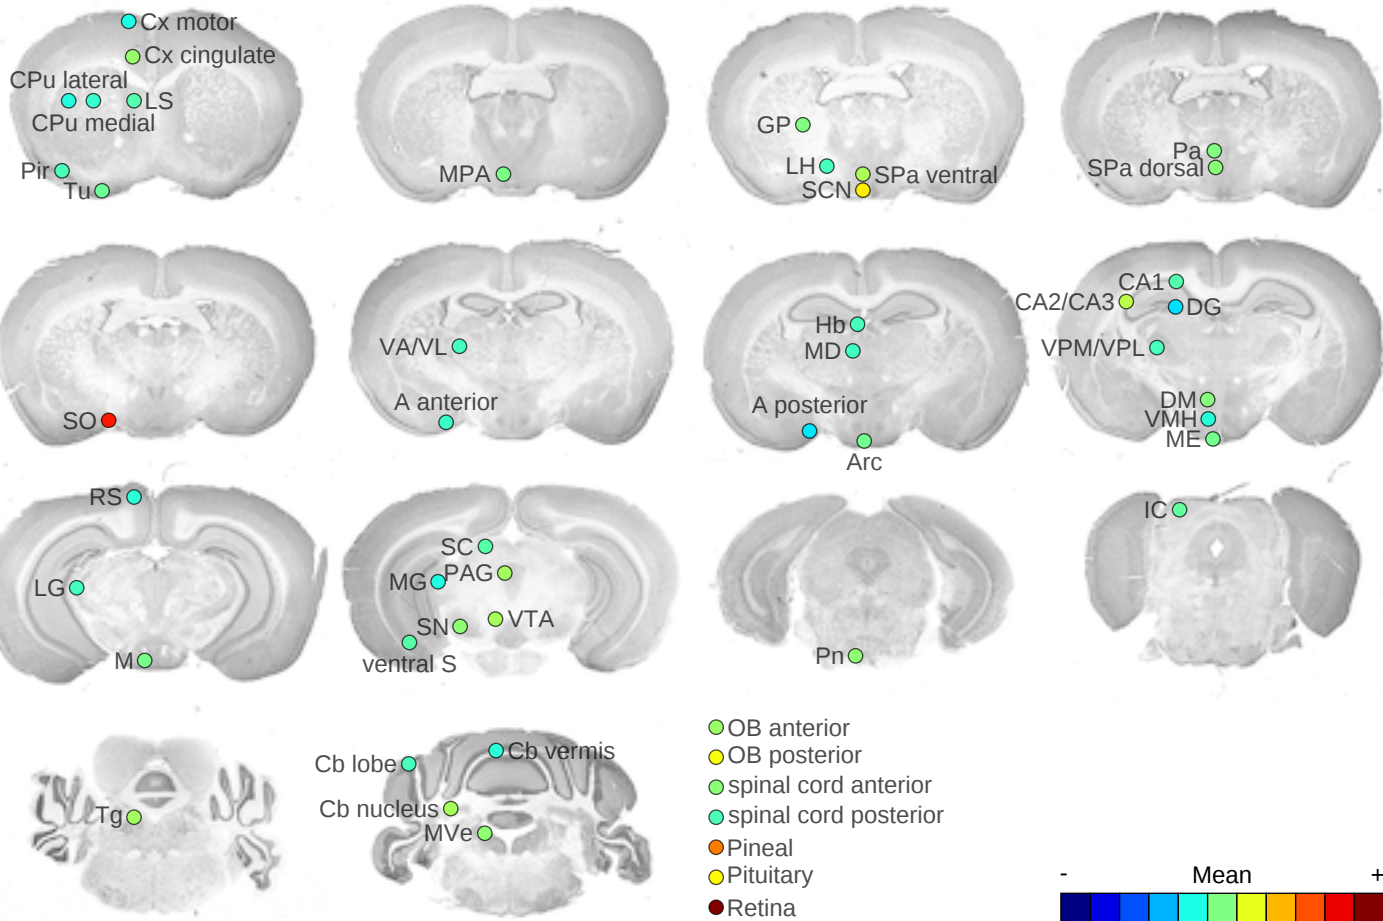 Cx motor
Cx cingulate
CPu lateral
LS
CPu medial
Pir
Tu
MPA
GP
LH
SPa ventral
SCN
Pa
SPa dorsal
SO
VA/VL
A anterior
Hb
MD
A posterior
Arc
CA1
CA2/CA3
DG
VPM/VPL
DM
VMH
ME
RS
LG
M
SC
PAG
MG
VTA
SN
ventral S
Pn
IC
Tg
Cb vermis
Cb lobe
Cb nucleus
MVe
OB anterior
OB posterior
spinal cord anterior
spinal cord posterior
Pineal
Pituitary
Retina
- Mean +